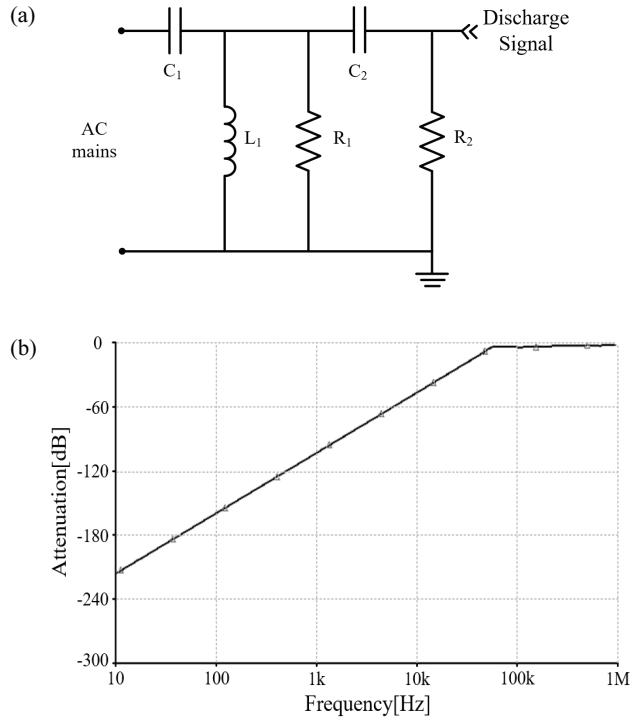 (a)
Discharge
Signal
C1
C2
AC
mains
L1
R1
R2
(b)
0
-60
-120
-180
-240
-300
Attenuation[dB]
10
100
1k
10k
100k
1M
Frequency[Hz]